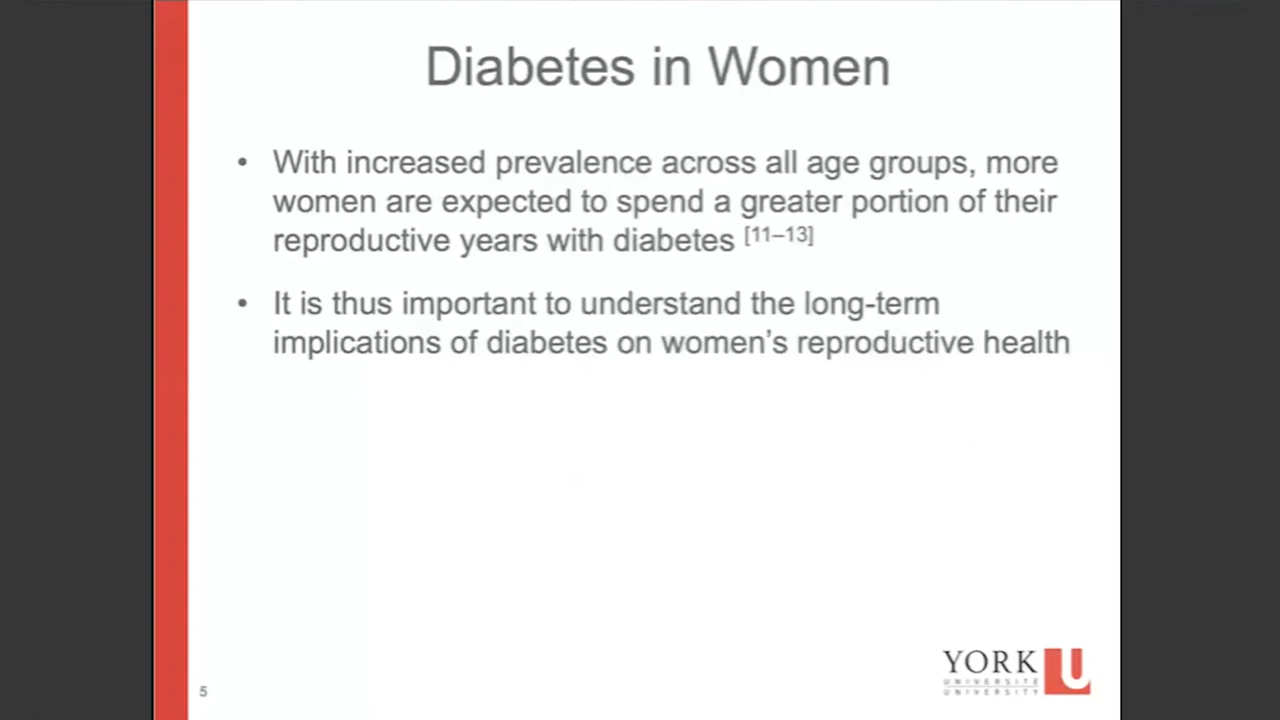 Diabetes in Women
• With increased prevalence across all age groups, more
women are expected to spend a greater portion of their
reproductive years with diabetes [11–13]
• It is thus important to understand the long-term
implications of diabetes on women's reproductive health
5
YORK U
UNIVERSITÉ
UNIVERSITY